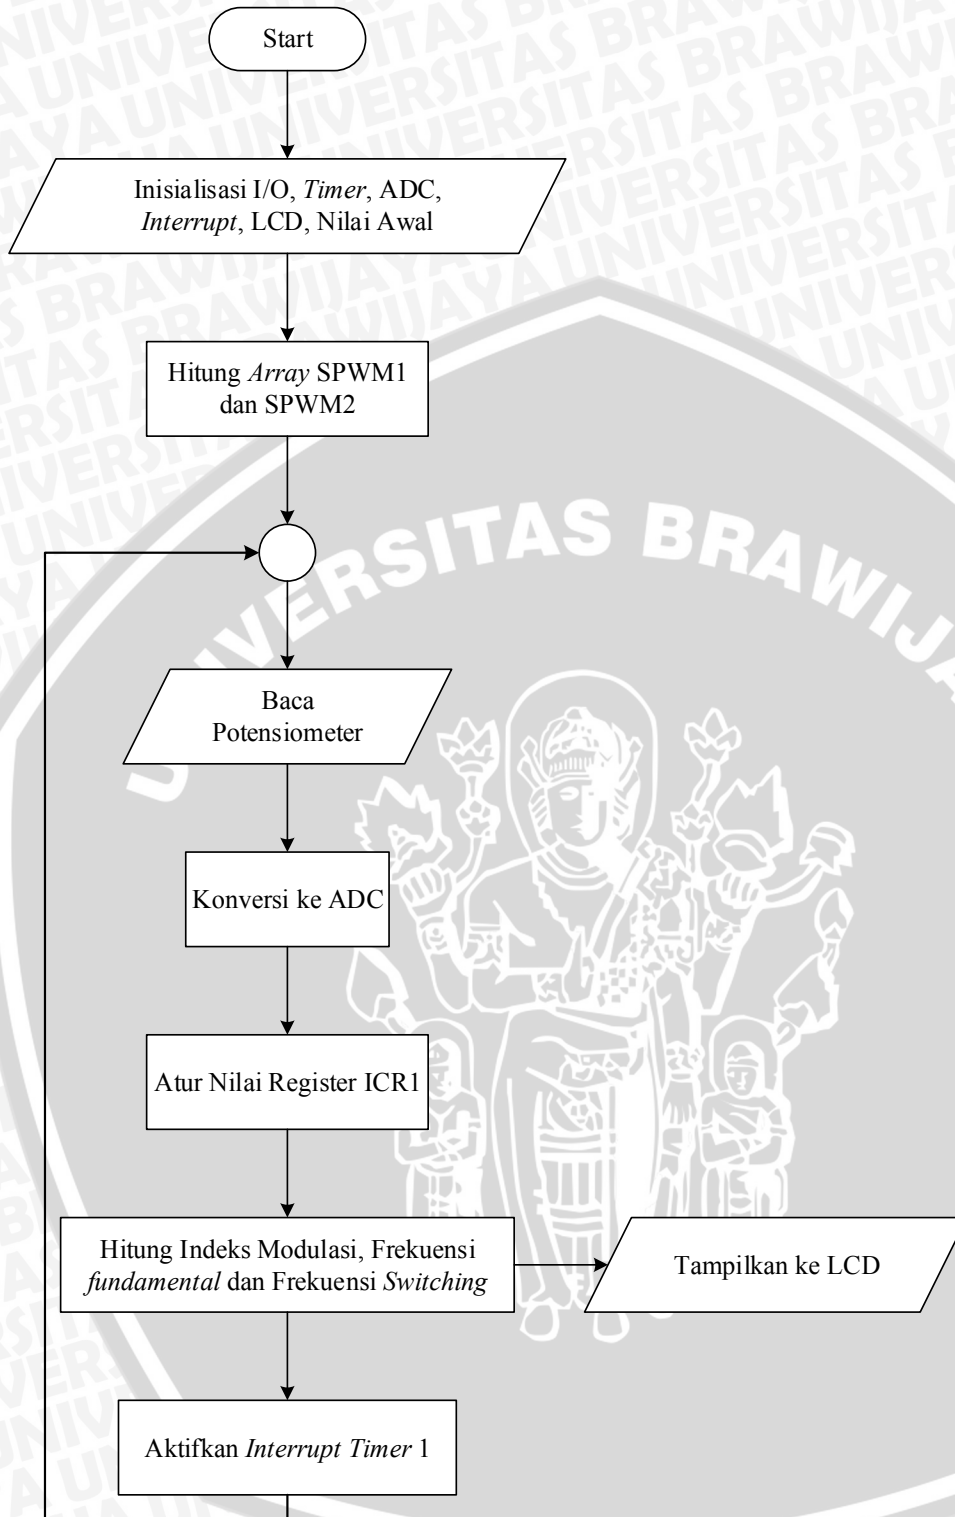 Start
Inisialisasi I/O, Timer, ADC,
Interrupt, LCD, Nilai Awal
Hitung Array SPWM1
dan SPWM2
UNIVERSITAS BRAWIJA
Baca
Potensiometer
Konversi ke ADC
Atur Nilai Register ICR1
Hitung Indeks Modulasi, Frekuensi
fundamental dan Frekuensi Switching
Tampilkan ke LCD
Aktifkan Interrupt Timer 1